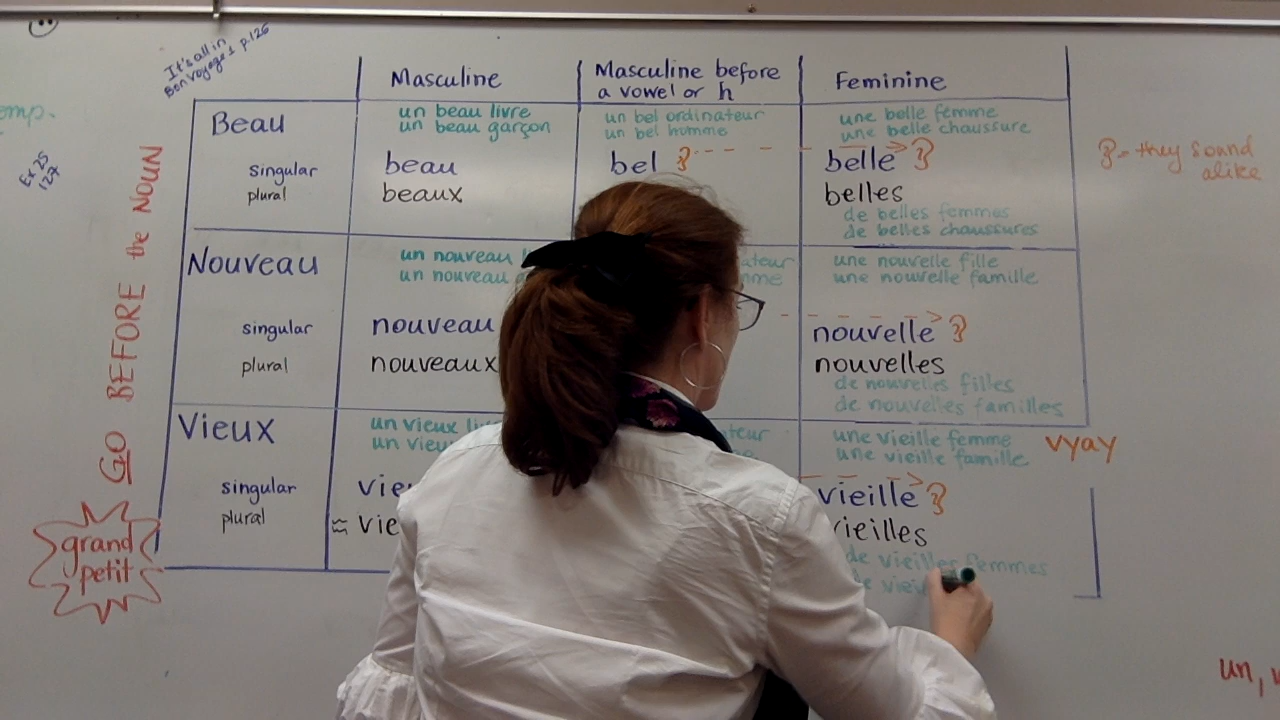 It's all in
Bon voyage 1 p.126
Masculine
Masculine before
a vowel or h
Feminine
Beau
un beau livre
un beau garçon
un bel ordinateur
un bel homme
une belle femme
une belle chaussure
singular
beau
bel
belle
plural
beaux
belles
de belles femmes
de belles chaussures
= they sound
alike
Ex 25
127
GO BEFORE the NOUN
Nouveau
un nouveau
un nouveau
une nouvelle fille
une nouvelle famille
singular
nouveau
nouvelle
plural
nouveaux
nouvelles
de nouvelles filles
de nouvelles familles
Vieux
un vieux
un
une vieille femme
une vieille famille
vyay
singular
vieille
plural
≈
vieilles
de vieilles femmes
de
grand
petit
un,